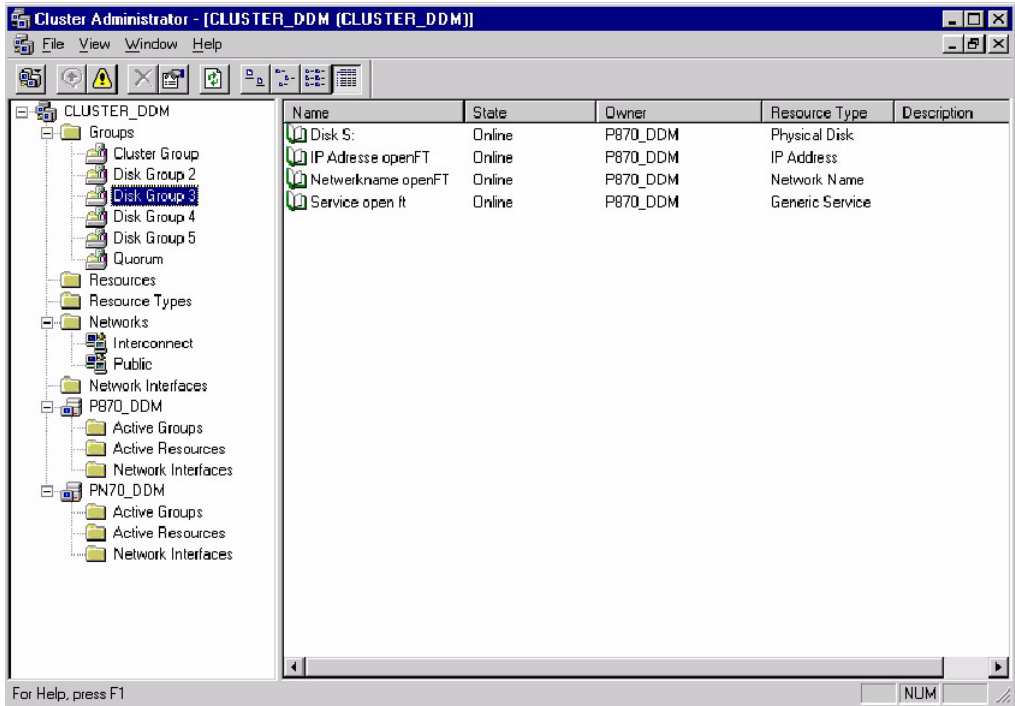 Cluster Administrator - [CLUSTER_DDM (CLUSTER_DDM)]
File View Window Help
CLUSTER_DDM
Groups
Cluster Group
Disk Group 2
Disk Group 3
Disk Group 4
Disk Group 5
Quorum
Resources
Resource Types
Networks
Interconnect
Public
Network Interfaces
P870_DDM
Active Groups
Active Resources
Network Interfaces
PN70_DDM
Active Groups
Active Resources
Network Interfaces
Name State Owner Resource Type Description
Disk S: Online P870_DDM Physical Disk
IP Adresse openFT Online P870_DDM IP Address
Netwerkname openFT Online P870_DDM Network Name
Service open ft Online P870_DDM Generic Service
For Help, press F1 NUM